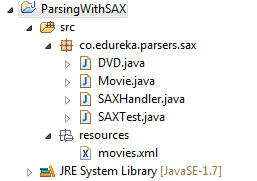 ParsingWithSAX
src
co.edureka.parsers.sax
DVD.java
Movie.java
SAXHandler.java
SAXTest.java
resources
movies.xml
JRE System Library [JavaSE-1.7]